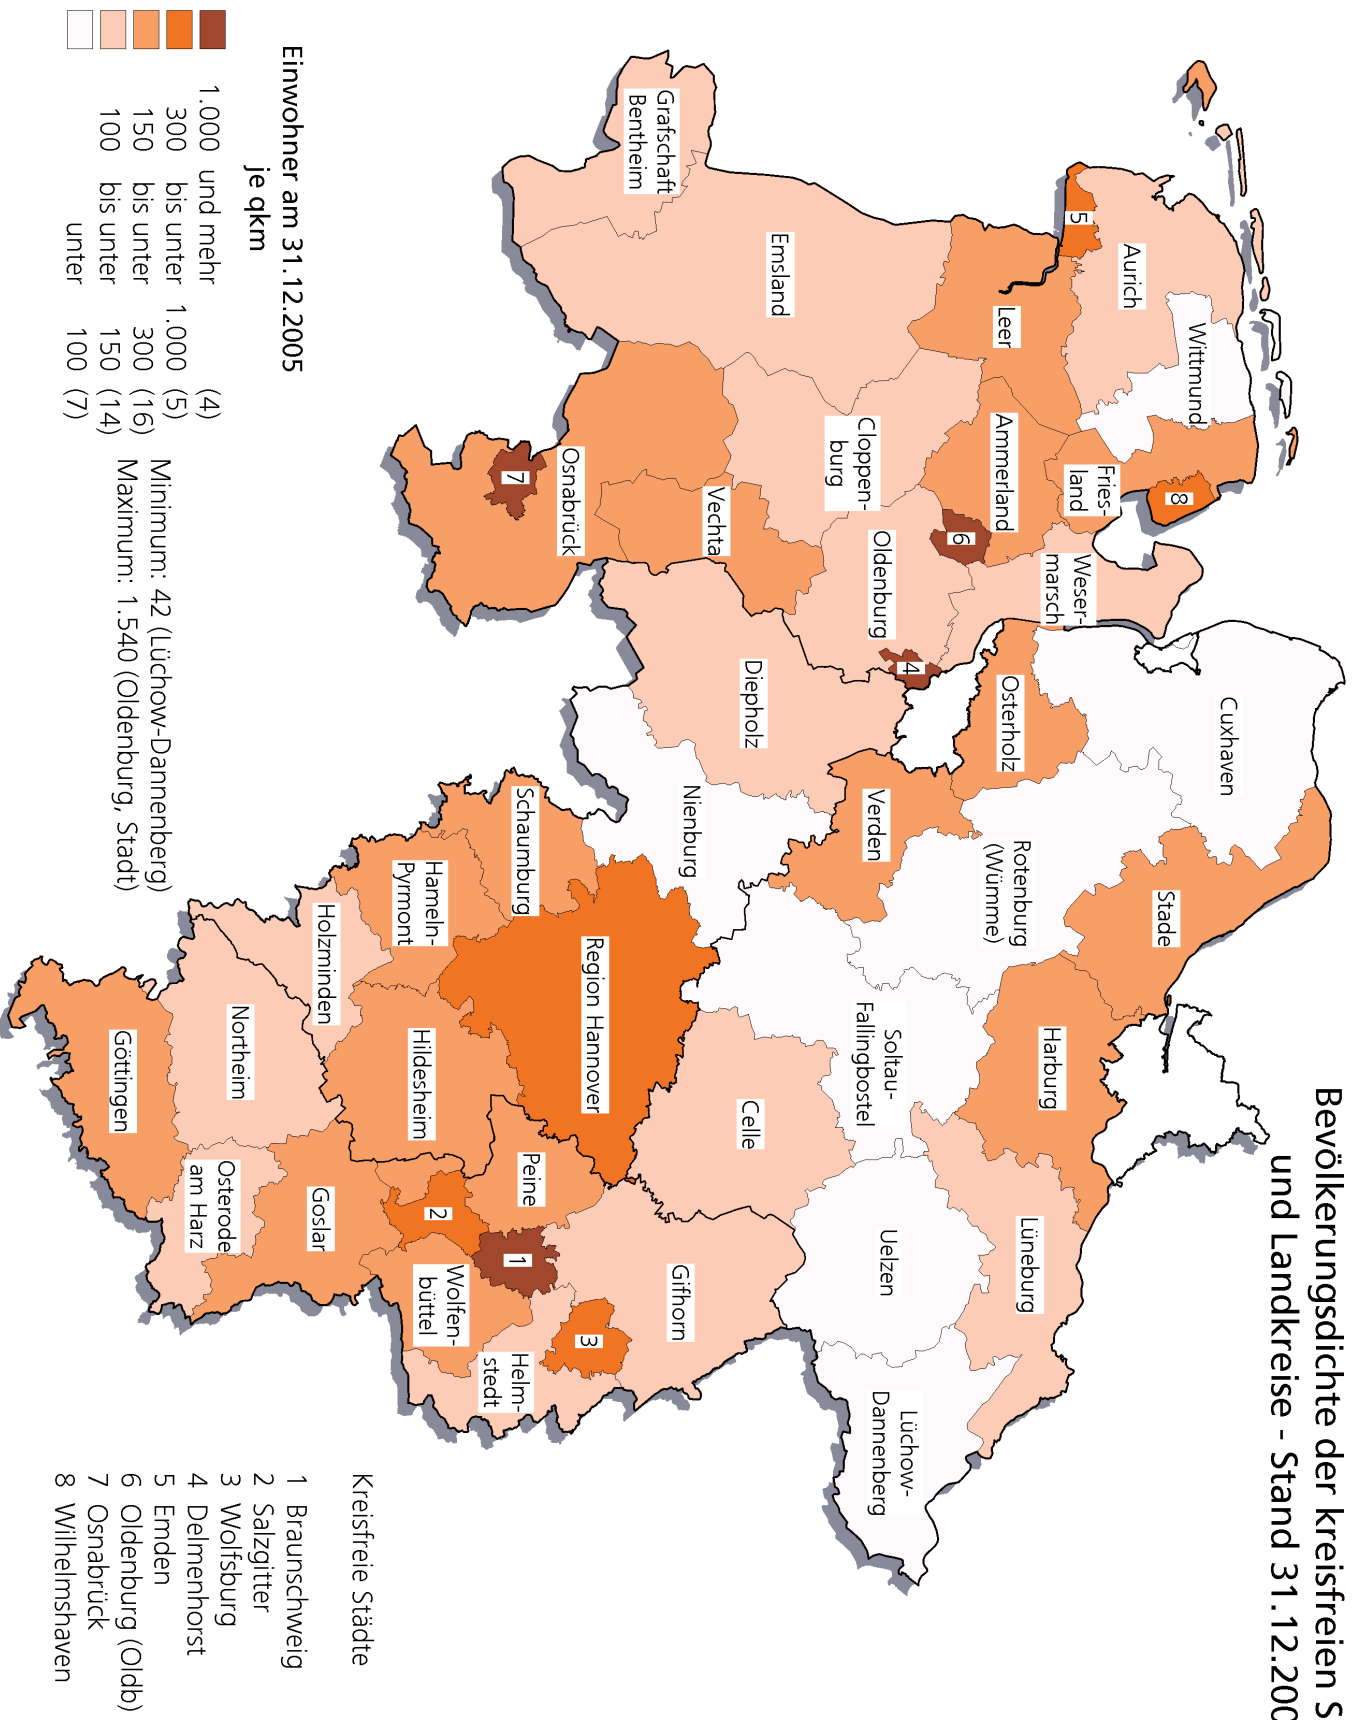 Bevölkerungsdichte der kreisfreien S
und Landkreise - Stand 31.12.200
Wittmund
Aurich
5
Leer
Fries-
land
8
Ammerland
6
Weser-
marsch
Cuxhaven
Osterholz
Stade
Rotenburg
(Wümme)
Harburg
Lüneburg
Lüchow-
Dannenberg
Uelzen
Soltau-
Fallingbostel
Verden
4
Oldenburg
Cloppen-
burg
Emsland
Grafschaft
Bentheim
Vechta
Diepholz
Nienburg
Celle
Gifhorn
Osnabrück
7
Schaumburg
Region Hannover
Peine
1
3
Helm-
stedt
Wolfen-
büttel
2
Hameln-
Pyrmont
Hildesheim
Holzminden
Goslar
Northeim
Osterode
am Harz
Göttingen
Einwohner am 31.12.2005
je qkm
1.000 und mehr (4)
300 bis unter 1.000 (5)
150 bis unter 300 (16)
100 bis unter 150 (14)
unter 100 (7)
Minimum: 42 (Lüchow-Dannenberg)
Maximum: 1.540 (Oldenburg, Stadt)
Kreisfreie Städte
1 Braunschweig
2 Salzgitter
3 Wolfsburg
4 Delmenhorst
5 Emden
6 Oldenburg (Oldb)
7 Osnabrück
8 Wilhelmshaven